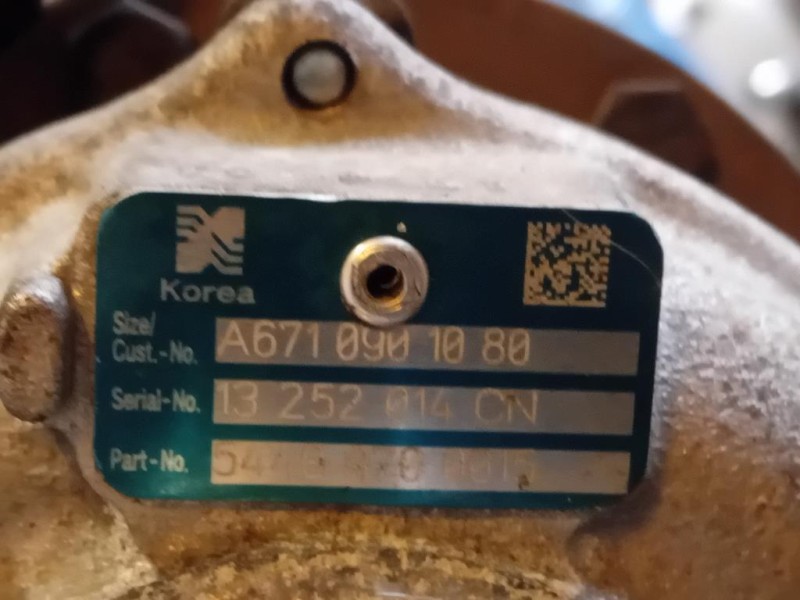 Korea
Size/
Cust.-No. A671 090 10 80
Serial-No. 13 252 014 CN
Part-No.